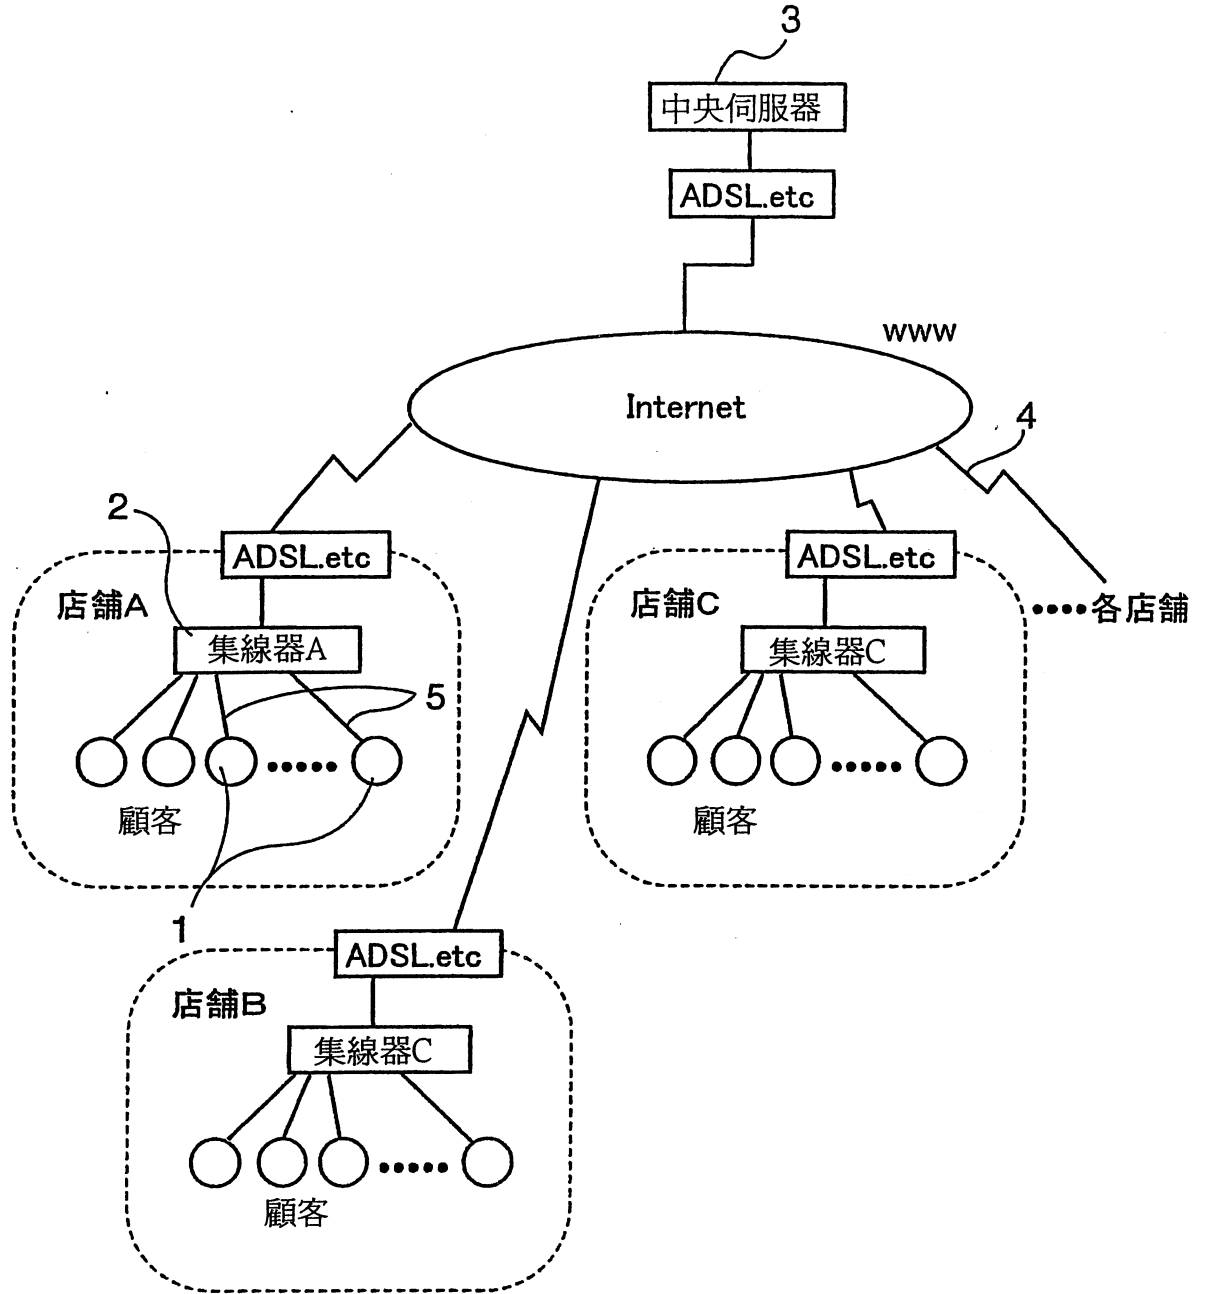 3
中央伺服器
ADSL.etc
www
Internet
4
2
ADSL.etc
店舗A
集線器A
5
顧客
1
ADSL.etc
店舗C
集線器C
顧客
••••各店舗
ADSL.etc
店舗B
集線器C
顧客